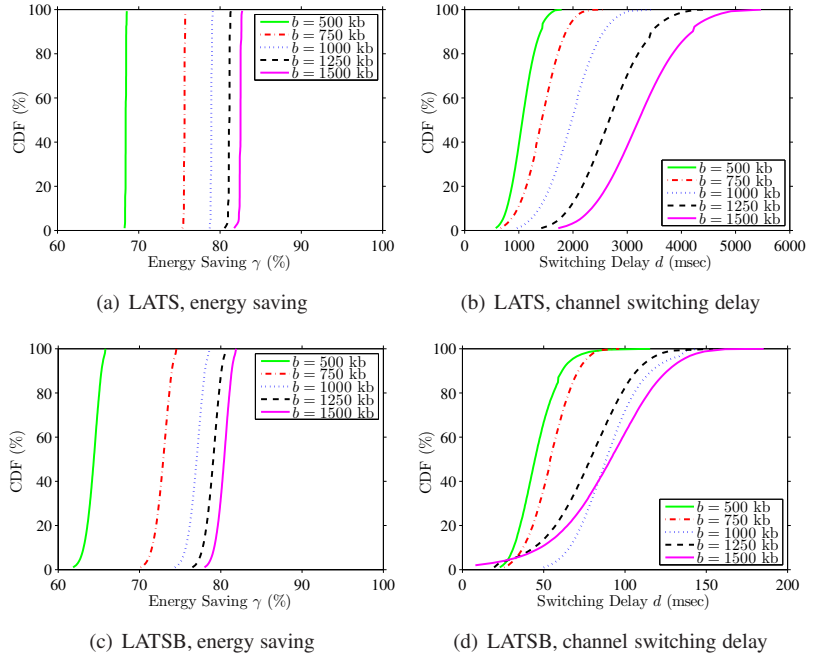 100
80
60
40
20
0
CDF (%)
60 70 80 90 100
Energy Saving γ (%)
b = 500 kb
b = 750 kb
b = 1000 kb
b = 1250 kb
b = 1500 kb
(a) LATS, energy saving
100
80
60
40
20
0
CDF (%)
0 1000 2000 3000 4000 5000 6000
Switching Delay d (msec)
b = 500 kb
b = 750 kb
b = 1000 kb
b = 1250 kb
b = 1500 kb
(b) LATS, channel switching delay
100
80
60
40
20
0
CDF (%)
60 70 80 90 100
Energy Saving γ (%)
b = 500 kb
b = 750 kb
b = 1000 kb
b = 1250 kb
b = 1500 kb
(c) LATSB, energy saving
100
80
60
40
20
0
CDF (%)
0 50 100 150 200
Switching Delay d (msec)
b = 500 kb
b = 750 kb
b = 1000 kb
b = 1250 kb
b = 1500 kb
(d) LATSB, channel switching delay